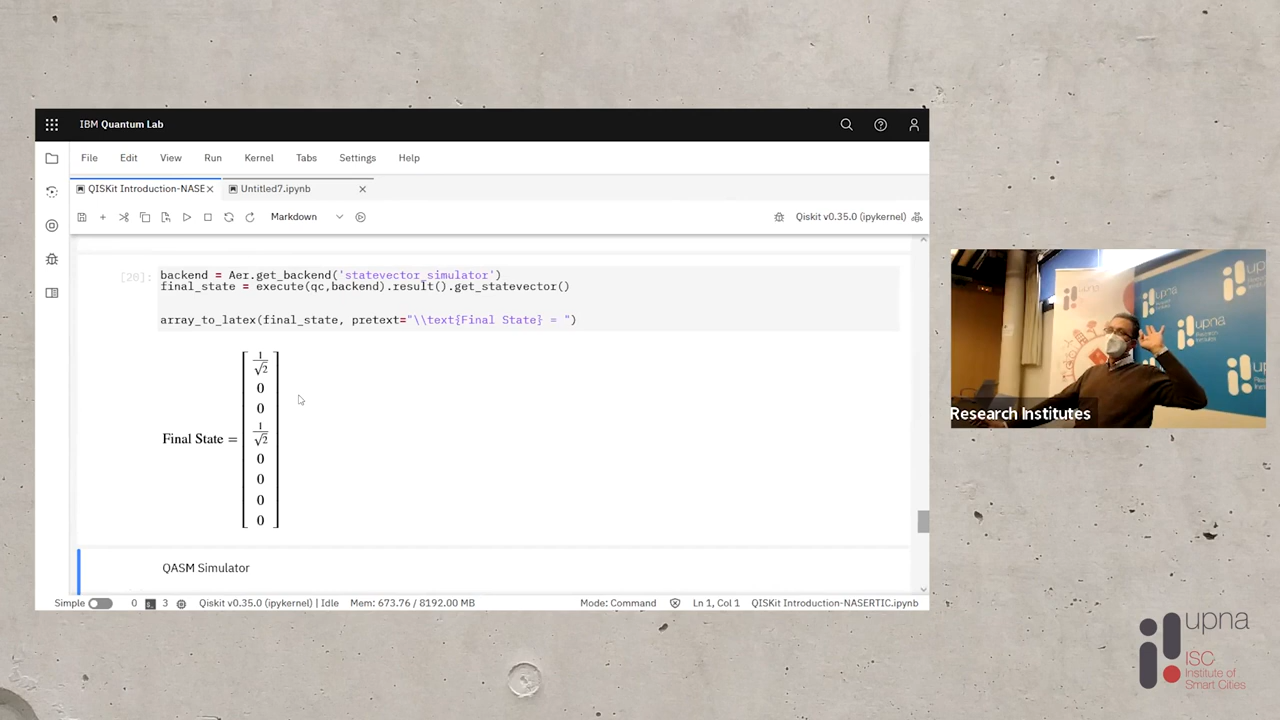 IBM Quantum Lab
File Edit View Run Kernel Tabs Settings Help
QISKit Introduction-NASE × Untitled7.ipynb ×
Markdown Qiskit v0.35.0 (ipykernel)
[20]:
backend = Aer.get_backend('statevector_simulator')
final_state = execute(qc,backend).result().get_statevector()
array_to_latex(final_state, pretext="\\text{Final State} = ")
1
√2
0
0
Final State = 1
√2
0
0
0
0
QASM Simulator
Simple 0 3 Qiskit v0.35.0 (ipykernel) | Idle Mem: 673.76 / 8192.00 MB Mode: Command Ln 1, Col 1 QISKit Introduction-NASERTIC.ipynb
upna
Research Institutes
upna
ISC
Institute of
Smart Cities